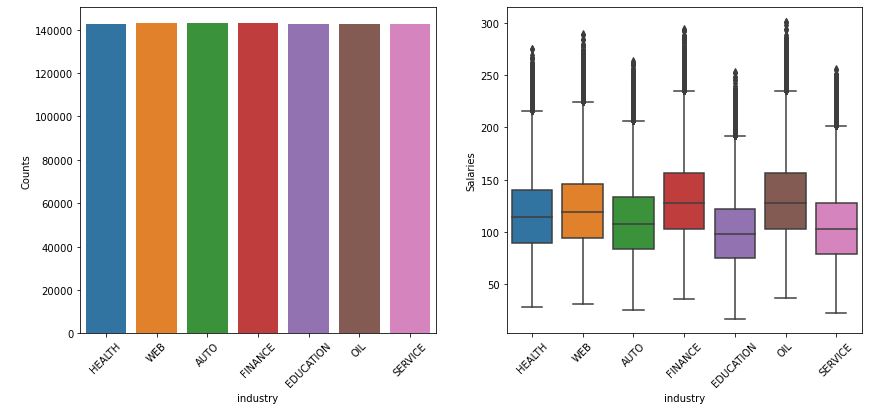 140000
120000
100000
80000
60000
40000
20000
0
Counts
HEALTH
WEB
AUTO
FINANCE
EDUCATION
OIL
SERVICE
industry
300
250
200
150
100
50
Salaries
HEALTH
WEB
AUTO
FINANCE
EDUCATION
OIL
SERVICE
industry